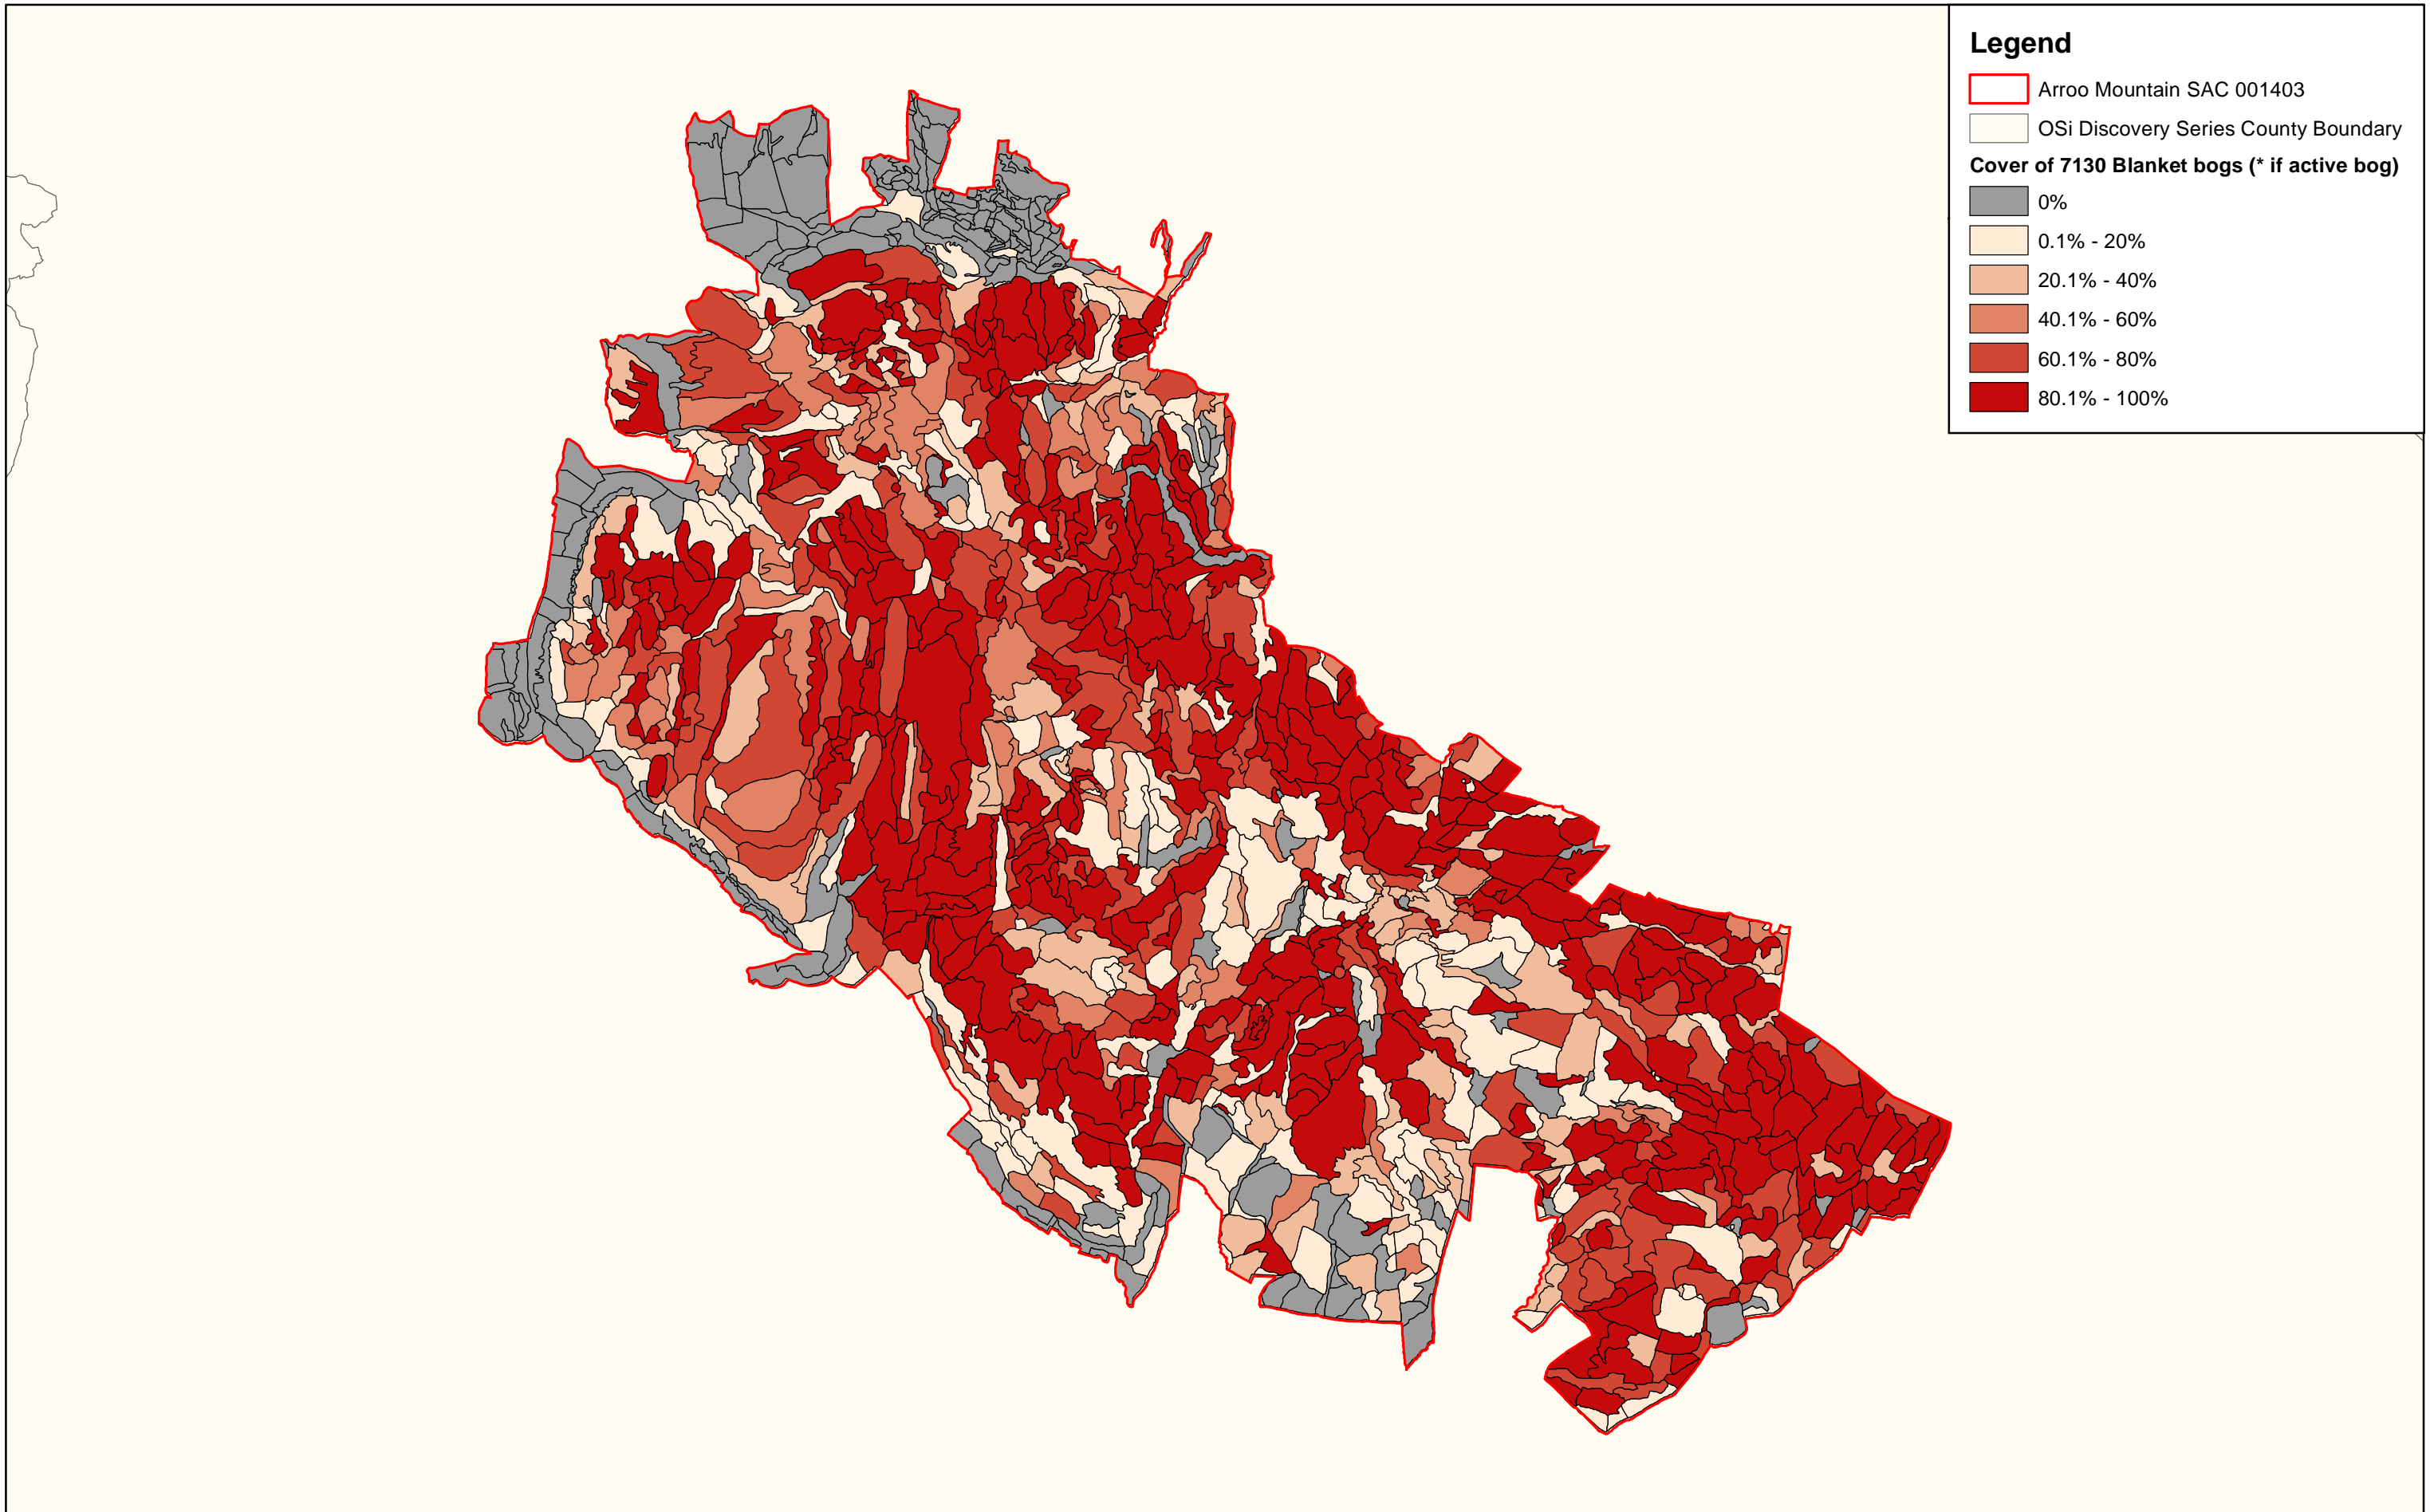 Legend
Arroo Mountain SAC 001403
OSi Discovery Series County Boundary
Cover of 7130 Blanket bogs (* if active bog)
0%
0.1% - 20%
20.1% - 40%
40.1% - 60%
60.1% - 80%
80.1% - 100%